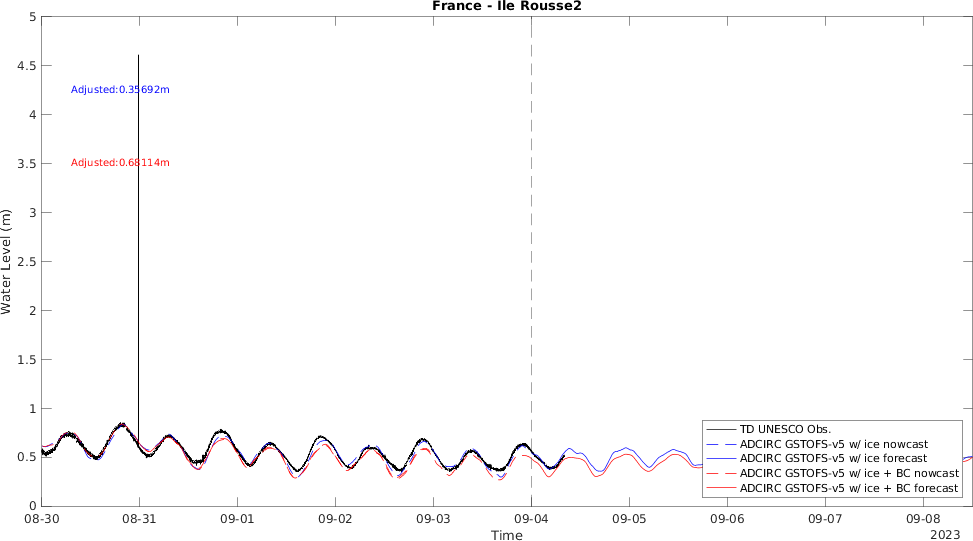 France - Ile Rousse2
5
4.5
4
3.5
3
2.5
2
1.5
1
0.5
0
Water Level (m)
Adjusted:0.35692m
Adjusted:0.68114m
TD UNESCO Obs.
ADCIRC GSTOFS-v5 w/ ice nowcast
ADCIRC GSTOFS-v5 w/ ice forecast
ADCIRC GSTOFS-v5 w/ ice + BC nowcast
ADCIRC GSTOFS-v5 w/ ice + BC forecast
08-30 08-31 09-01 09-02 09-03 09-04 09-05 09-06 09-07 09-08
Time
2023